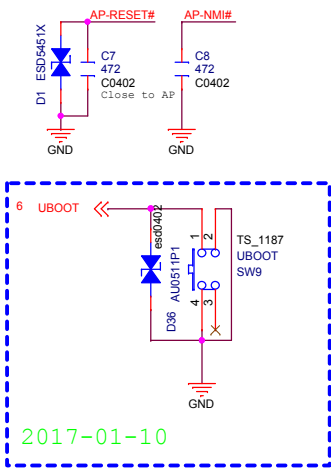 AP-RESET#
AP-NMI#
D1 ESD5451X
C7
472
C0402
Close to AP
C8
472
C0402
GND
GND
6 UBOOT
esd0402
1
2
TS_1187
UBOOT
SW9
AU0511P1
4
3
D36
GND
2017-01-10